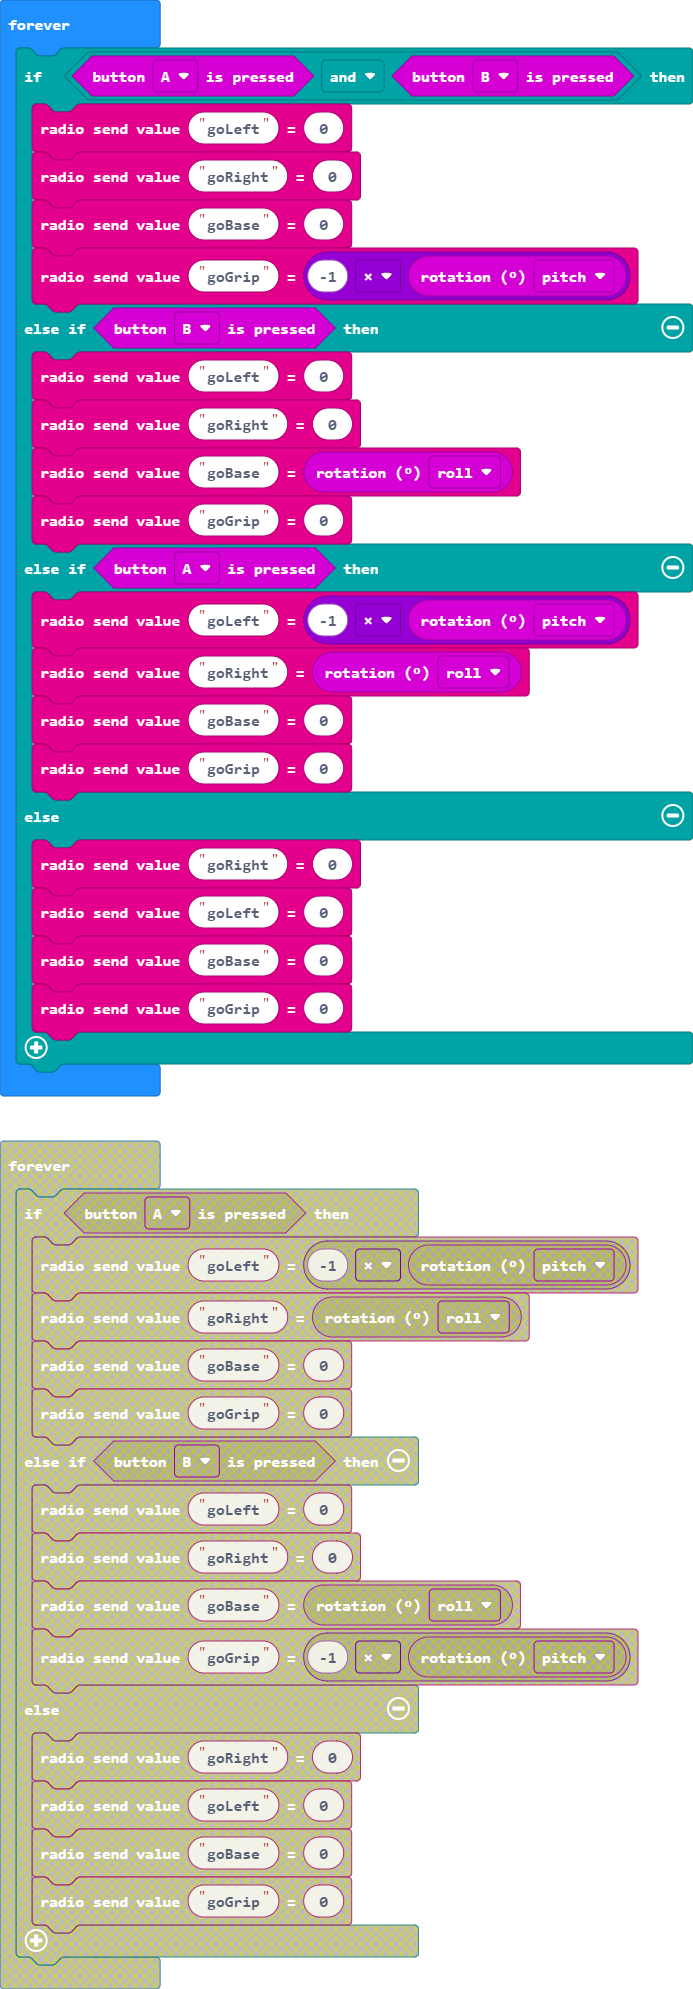 forever
if button A is pressed and button B is pressed then
radio send value "goLeft" = 0
radio send value "goRight" = 0
radio send value "goBase" = 0
radio send value "goGrip" = -1 × rotation (º) pitch
else if button B is pressed then
radio send value "goLeft" = 0
radio send value "goRight" = 0
radio send value "goBase" = rotation (º) roll
radio send value "goGrip" = 0
else if button A is pressed then
radio send value "goLeft" = -1 × rotation (º) pitch
radio send value "goRight" = rotation (º) roll
radio send value "goBase" = 0
radio send value "goGrip" = 0
else
radio send value "goRight" = 0
radio send value "goLeft" = 0
radio send value "goBase" = 0
radio send value "goGrip" = 0
forever
if button A is pressed then
radio send value "goLeft" = -1 × rotation (º) pitch
radio send value "goRight" = rotation (º) roll
radio send value "goBase" = 0
radio send value "goGrip" = 0
else if button B is pressed then
radio send value "goLeft" = 0
radio send value "goRight" = 0
radio send value "goBase" = rotation (º) roll
radio send value "goGrip" = -1 × rotation (º) pitch
else
radio send value "goRight" = 0
radio send value "goLeft" = 0
radio send value "goBase" = 0
radio send value "goGrip" = 0